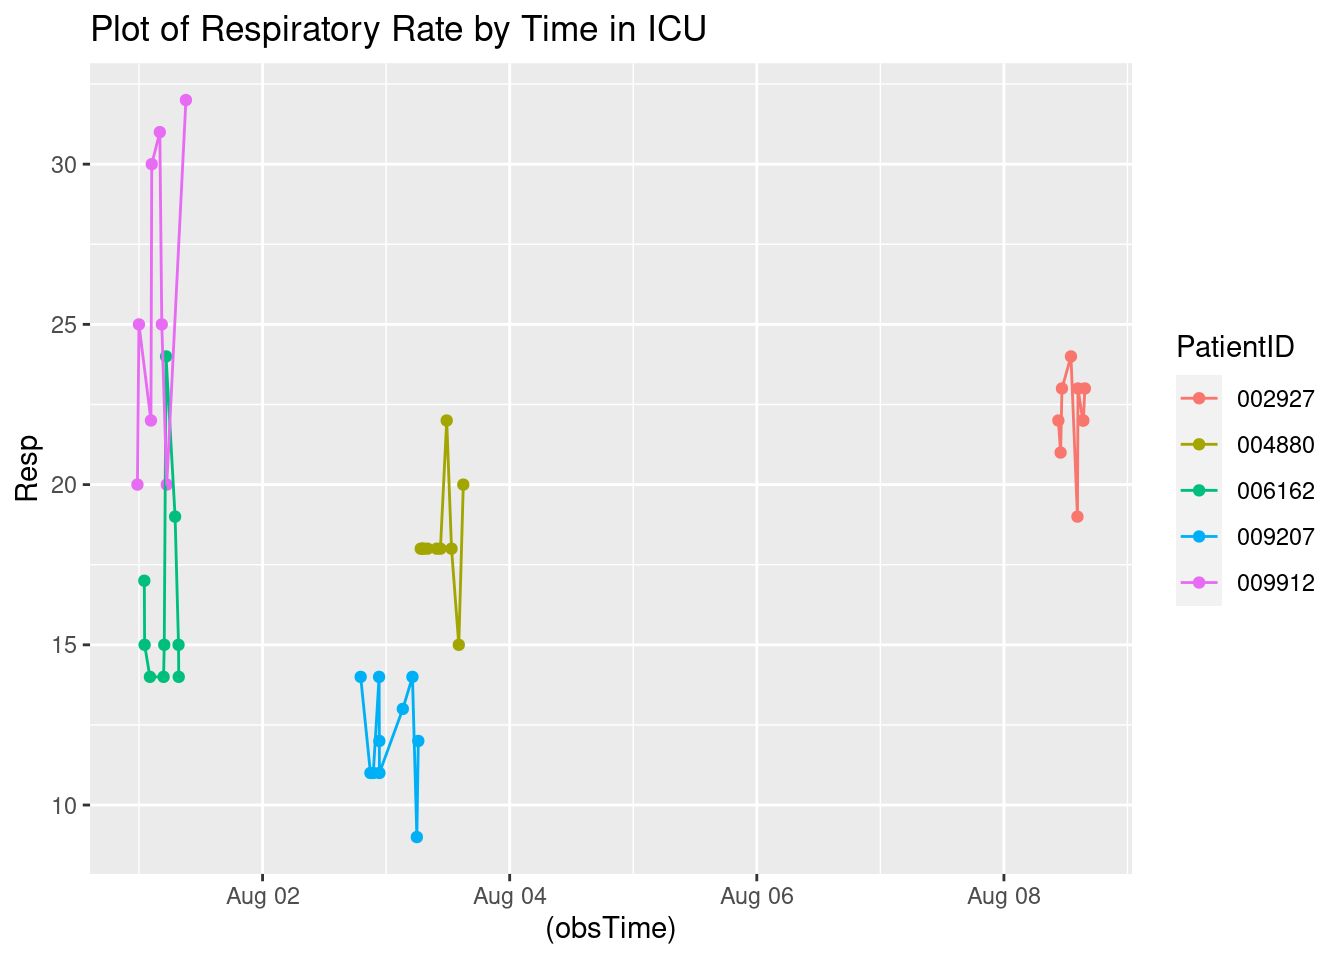 Plot of Respiratory Rate by Time in ICU
30
25
20
15
10
Resp
Aug 02
Aug 04
Aug 06
Aug 08
(obsTime)
PatientID
002927
004880
006162
009207
009912